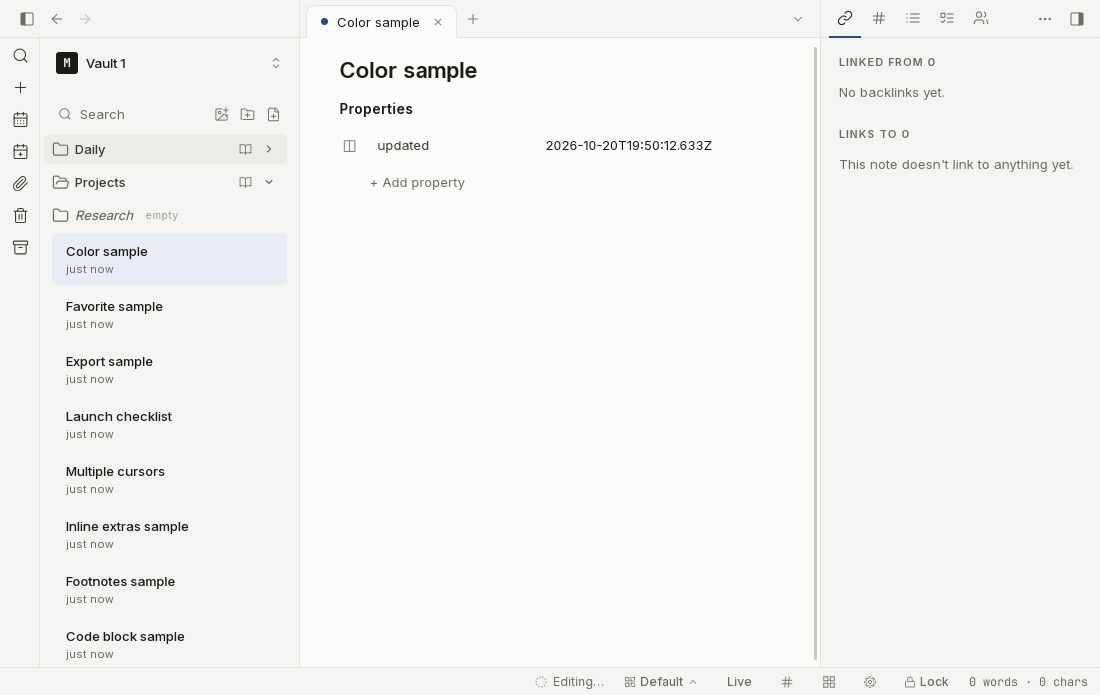 Color sample
M Vault 1
Search
Daily
Projects
Research empty
Color sample
just now
Favorite sample
just now
Export sample
just now
Launch checklist
just now
Multiple cursors
just now
Inline extras sample
just now
Footnotes sample
just now
Code block sample
just now
Color sample
Properties
updated 2026-10-20T19:50:12.633Z
+ Add property
LINKED FROM 0
No backlinks yet.
LINKS TO 0
This note doesn't link to anything yet.
Editing... Default Live Lock 0 words · 0 chars